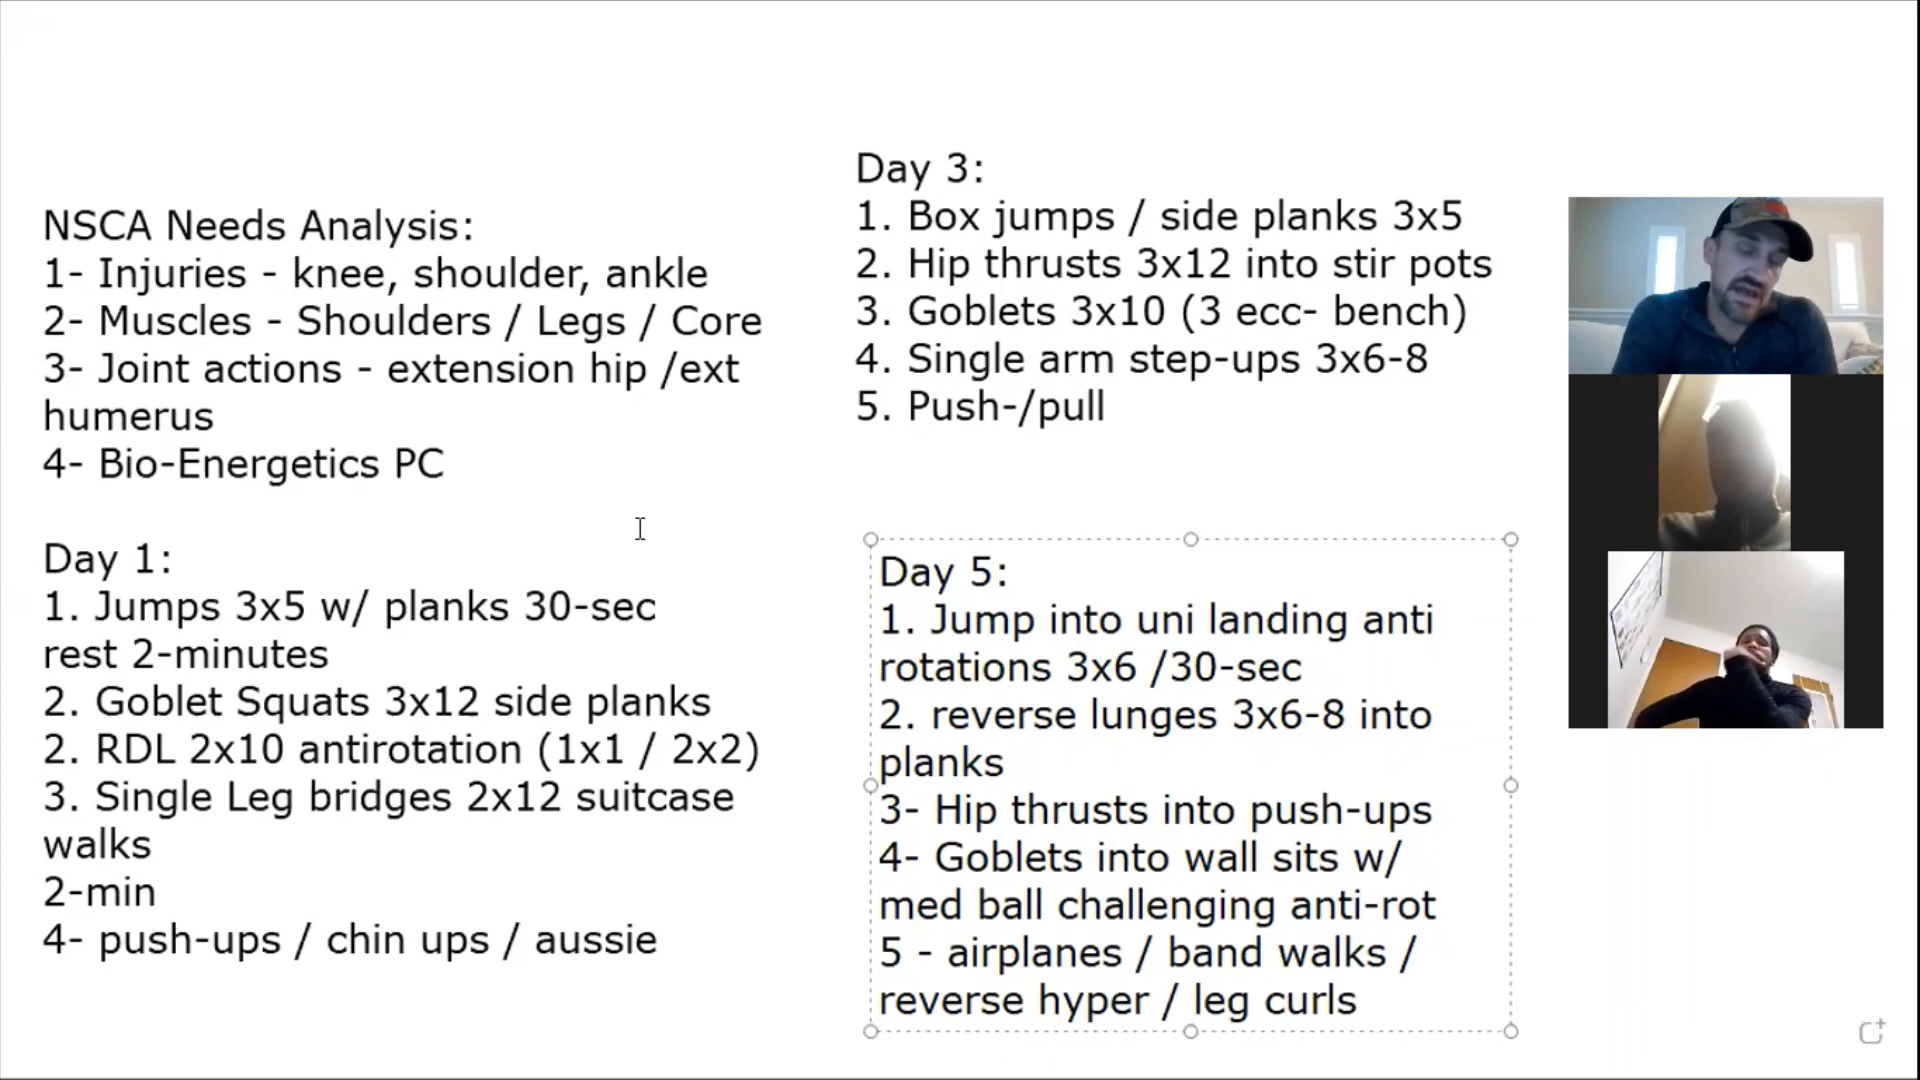 NSCA Needs Analysis:
1- Injuries - knee, shoulder, ankle
2- Muscles - Shoulders / Legs / Core
3- Joint actions - extension hip /ext
humerus
4- Bio-Energetics PC
Day 1:
1. Jumps 3x5 w/ planks 30-sec
rest 2-minutes
2. Goblet Squats 3x12 side planks
2. RDL 2x10 antirotation (1x1 / 2x2)
3. Single Leg bridges 2x12 suitcase
walks
2-min
4- push-ups / chin ups / aussie
Day 3:
1. Box jumps / side planks 3x5
2. Hip thrusts 3x12 into stir pots
3. Goblets 3x10 (3 ecc- bench)
4. Single arm step-ups 3x6-8
5. Push-/pull
Day 5:
1. Jump into uni landing anti
rotations 3x6 /30-sec
2. reverse lunges 3x6-8 into
planks
3- Hip thrusts into push-ups
4- Goblets into wall sits w/
med ball challenging anti-rot
5 - airplanes / band walks /
reverse hyper / leg curls